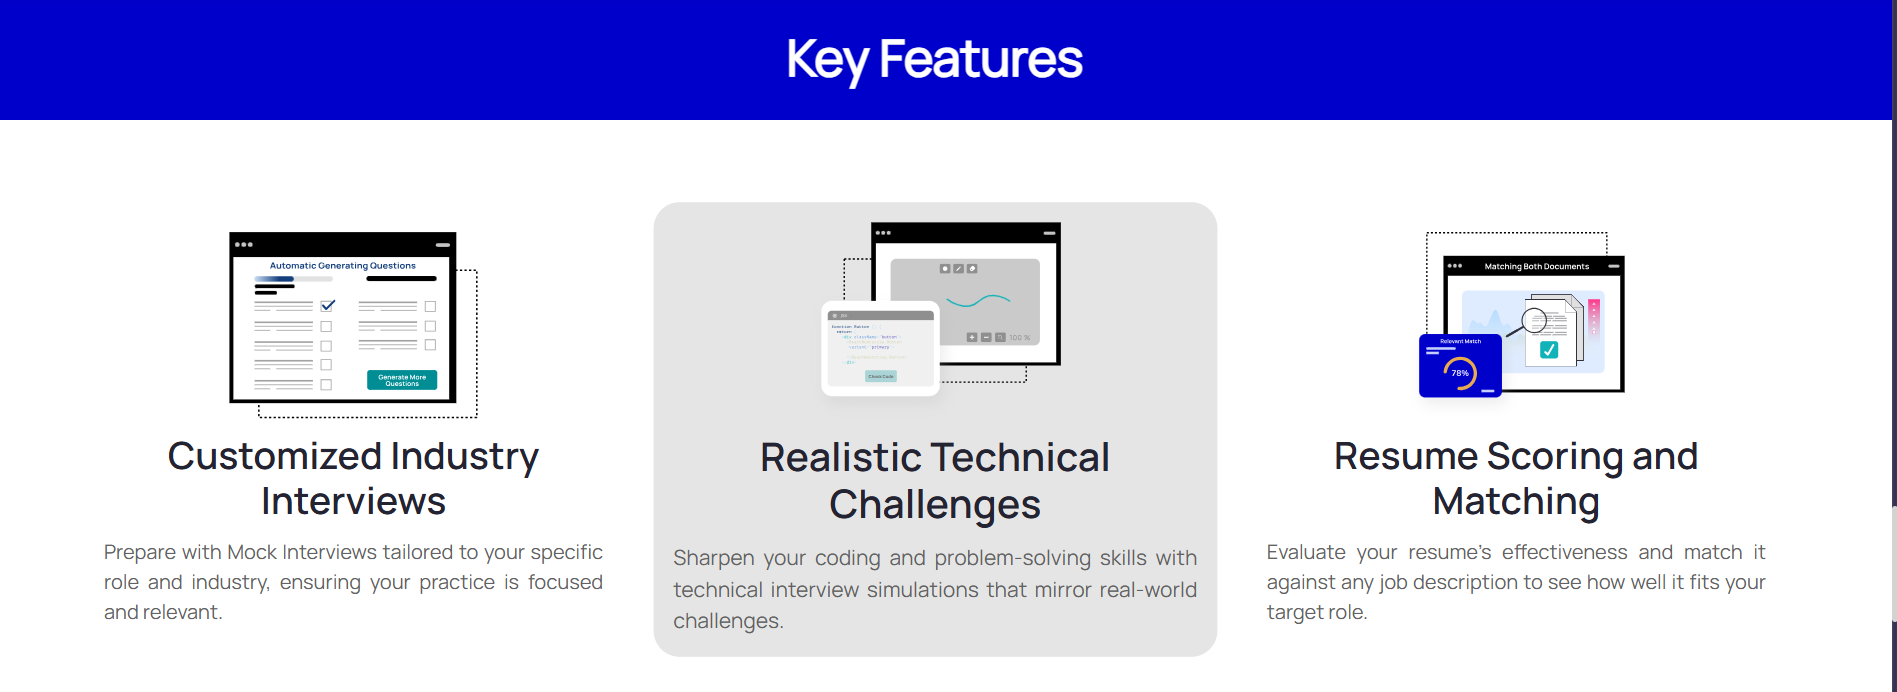 Key Features
Automatic Generating Questions
Generate More
Questions
Customized Industry
Interviews
Prepare with Mock Interviews tailored to your specific
role and industry, ensuring your practice is focused
and relevant.
100 %
Check Code
Realistic Technical
Challenges
Sharpen your coding and problem-solving skills with
technical interview simulations that mirror real-world
challenges.
Matching Both Documents
Relevant Match
78%
Resume Scoring and
Matching
Evaluate your resume's effectiveness and match it
against any job description to see how well it fits your
target role.